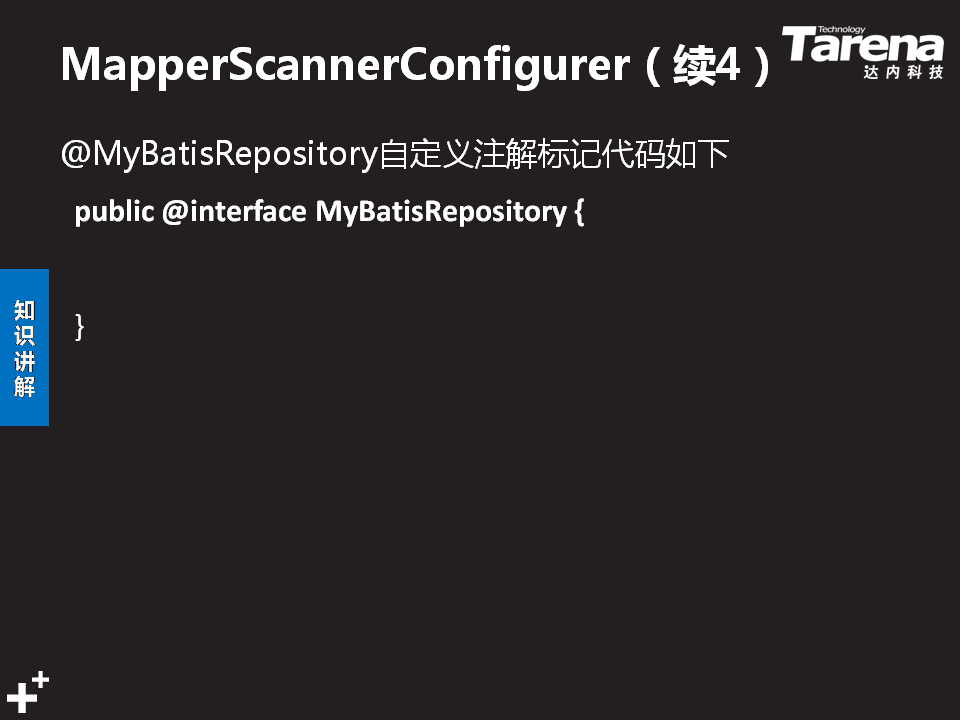 MapperScannerConfigurer（续4）
Technology
Tarena
达内科技
@MyBatisRepository自定义注解标记代码如下
public @interface MyBatisRepository {
}
知识讲解